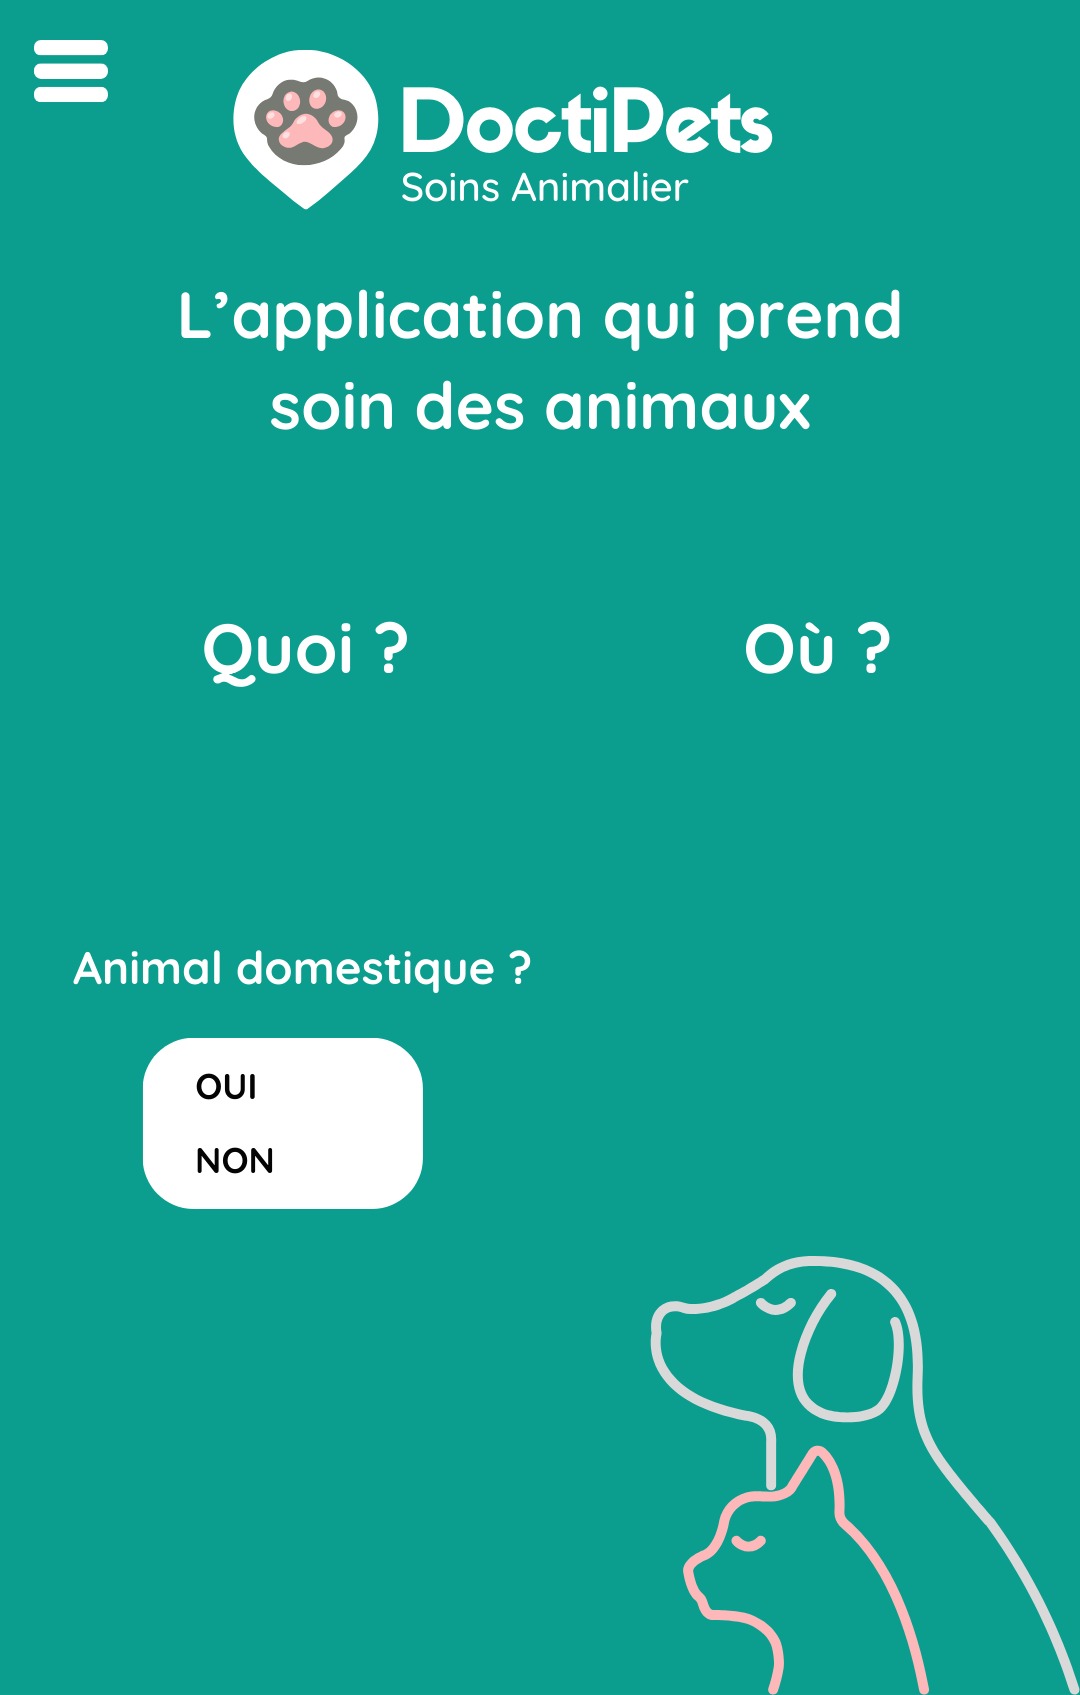 DoctiPets
Soins Animalier
L’application qui prend
soin des animaux
Quoi ?
Où ?
Animal domestique ?
OUI
NON